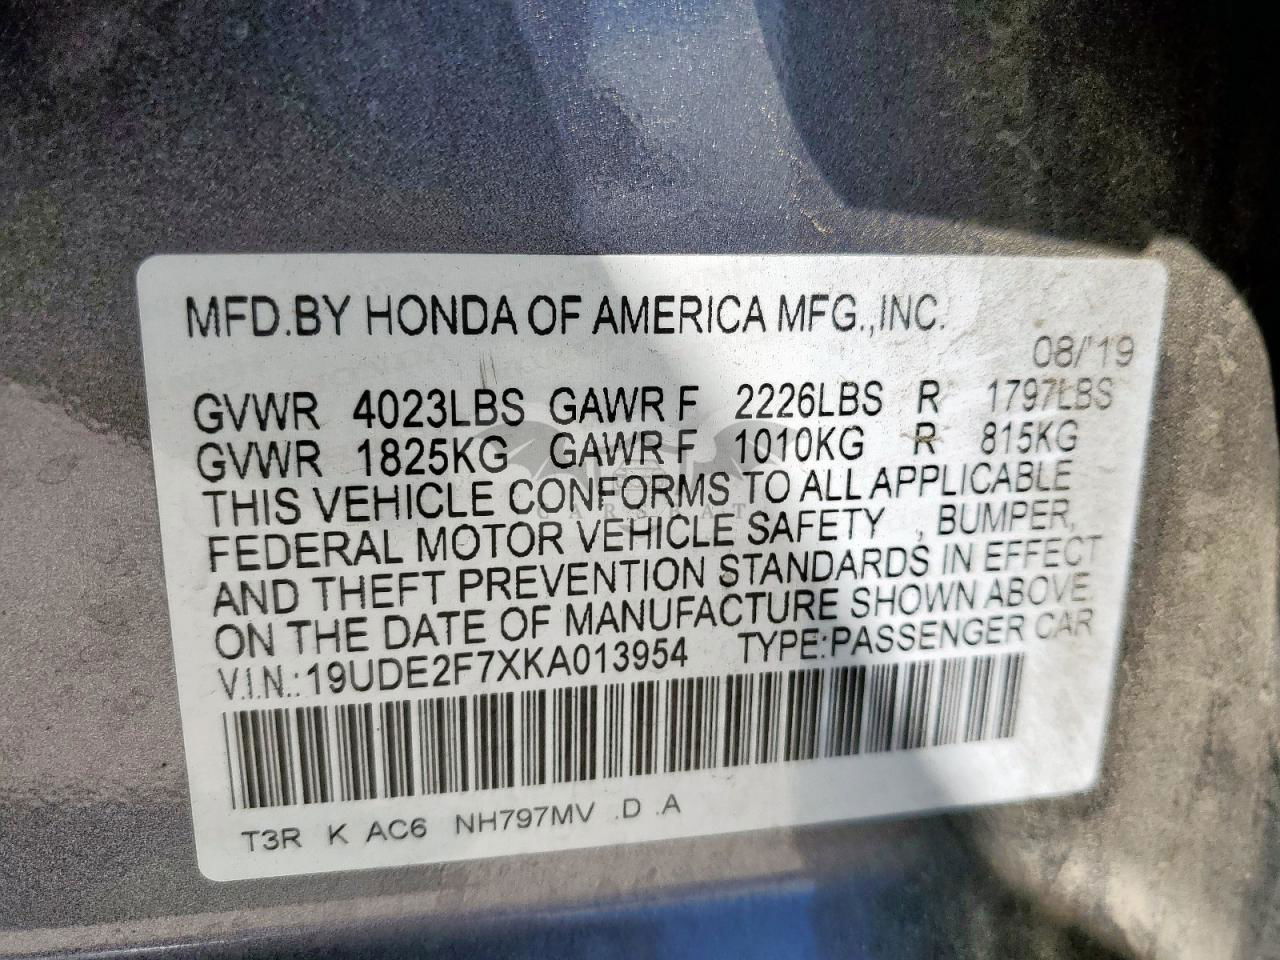 MFD.BY HONDA OF AMERICA MFG.,INC.
08/'19
GVWR 4023LBS GAWR F 2226LBS R 1797LBS
GVWR 1825KG GAWR F 1010KG R 815KG
THIS VEHICLE CONFORMS TO ALL APPLICABLE
FEDERAL MOTOR VEHICLE SAFETY , BUMPER,
AND THEFT PREVENTION STANDARDS IN EFFECT
ON THE DATE OF MANUFACTURE SHOWN ABOVE
V.I.N.: 19UDE2F7XKA013954 TYPE:PASSENGER CAR
T3R K AC6 NH797MV .D .A